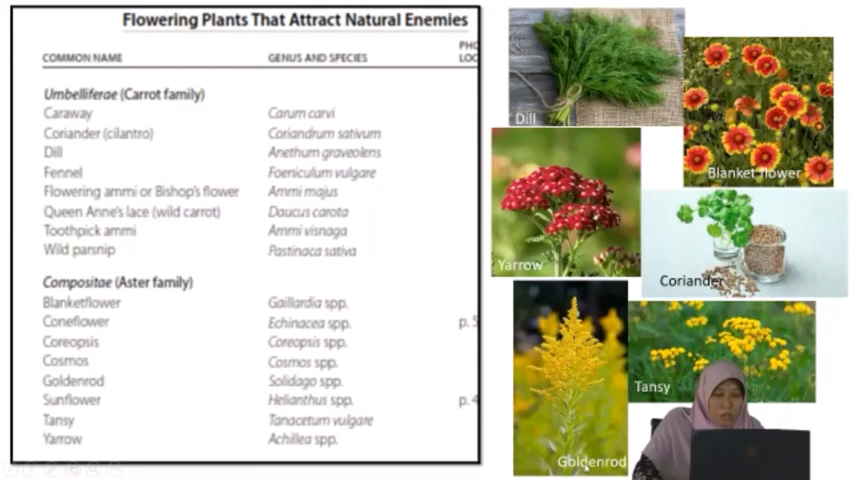 Flowering Plants That Attract Natural Enemies
COMMON NAME GENUS AND SPECIES
Umbelliferae (Carrot family)
Caraway Carum carvi
Coriander (cilantro) Coriandrum sativum
Dill Anethum graveolens
Fennel Foeniculum vulgare
Flowering ammi or Bishop's flower Ammi majus
Queen Anne's lace (wild carrot) Daucus carota
Toothpick ammi Ammi visnaga
Wild parsnip Pastinaca sativa
Compositae (Aster family)
Blanketflower Gaillardia spp.
Coneflower Echinacea spp. p. 5
Coreopsis Coreopsis spp.
Cosmos Cosmos spp.
Goldenrod Solidago spp.
Sunflower Helianthus spp. p. 4
Tansy Tanacetum vulgare
Yarrow Achillea spp.
Dill
Blanket flower
Yarrow
Coriander
Tansy
Goldenrod